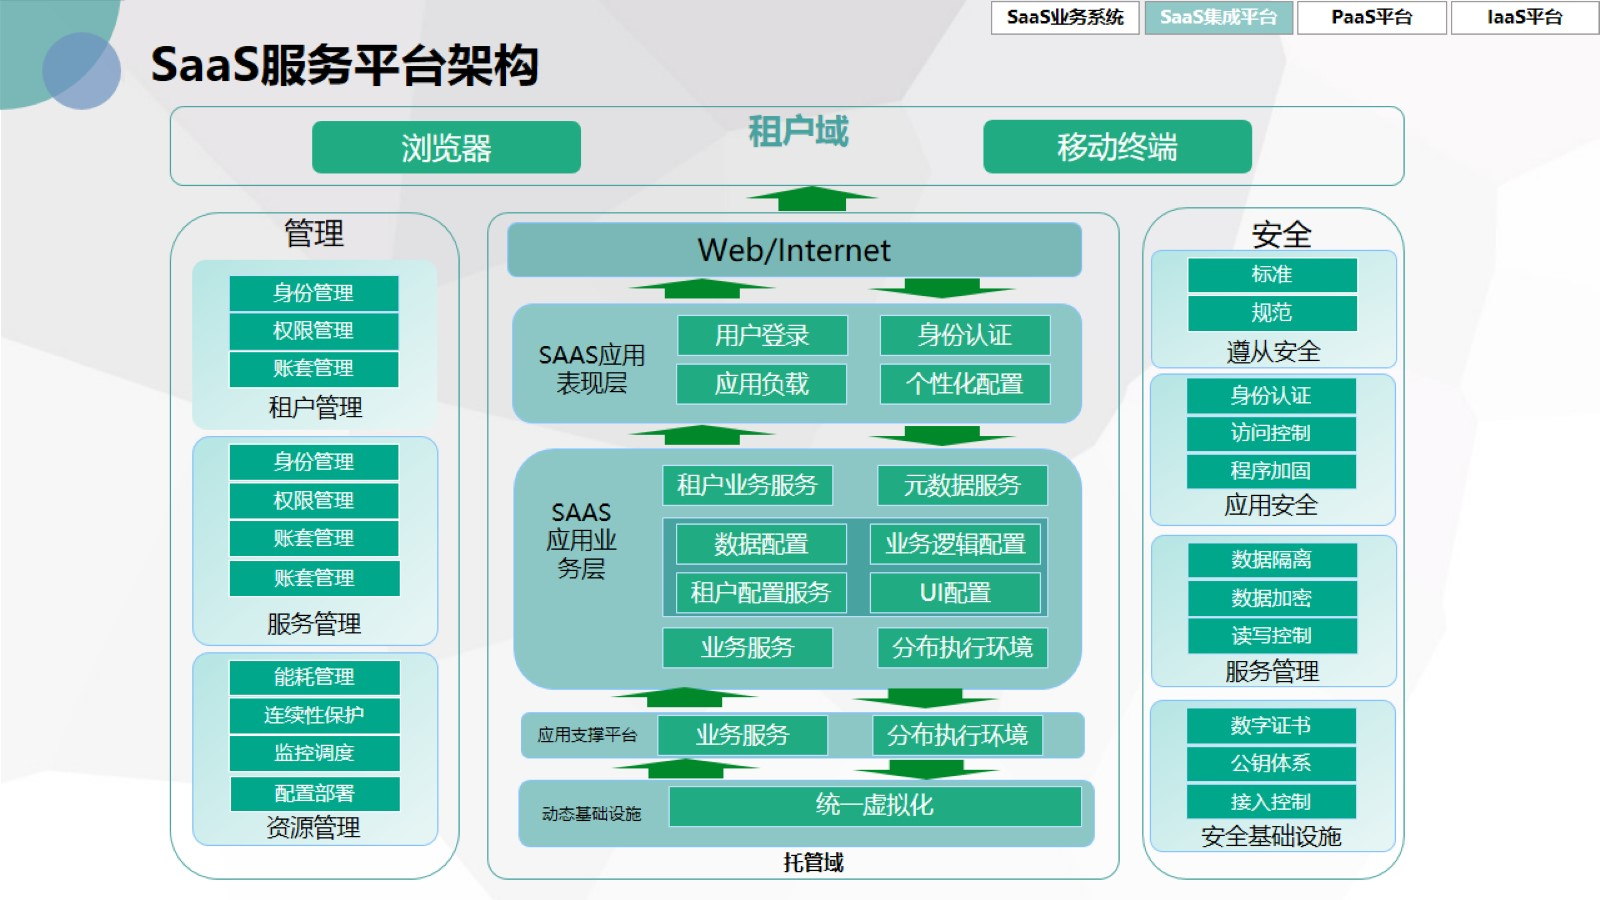 SaaS业务系统
SaaS集成平台
PaaS平台
IaaS平台
SaaS服务平台架构
租户域
浏览器
移动终端
管理
身份管理
权限管理
账套管理
租户管理
身份管理
权限管理
账套管理
账套管理
服务管理
能耗管理
连续性保护
监控调度
配置部署
资源管理
Web/Internet
SAAS应用
表现层
用户登录
身份认证
应用负载
个性化配置
SAAS
应用业
务层
租户业务服务
元数据服务
数据配置
业务逻辑配置
租户配置服务
UI配置
业务服务
分布执行环境
应用支撑平台
业务服务
分布执行环境
动态基础设施
统一虚拟化
托管域
安全
标准
规范
遵从安全
身份认证
访问控制
程序加固
应用安全
数据隔离
数据加密
读写控制
服务管理
数字证书
公钥体系
接入控制
安全基础设施